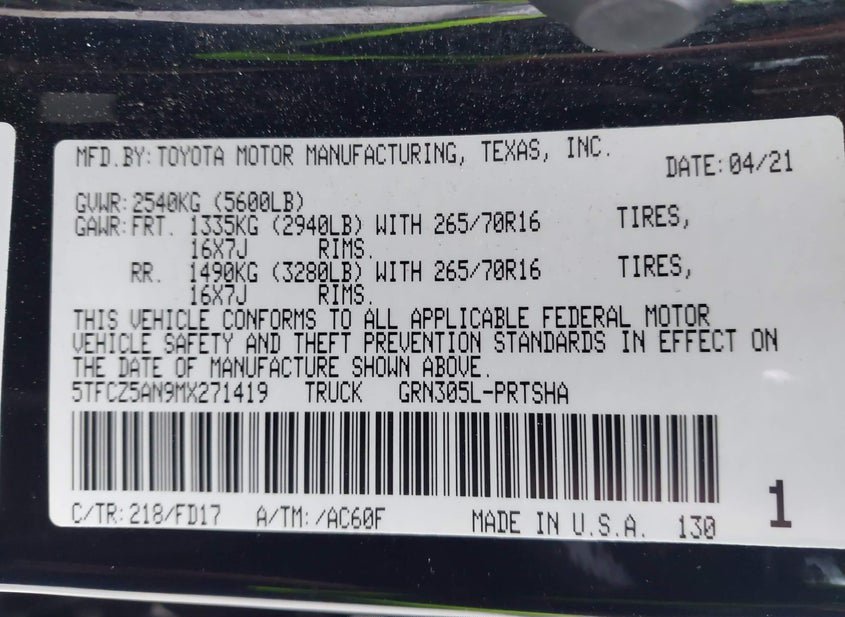 MFD.BY:TOYOTA MOTOR MANUFACTURING, TEXAS, INC.
DATE:04/21
GVWR:2540KG (5600LB)
GAWR:FRT. 1335KG (2940LB) WITH 265/70R16 TIRES,
16X7J RIMS.
RR. 1490KG (3280LB) WITH 265/70R16 TIRES,
16X7J RIMS.
THIS VEHICLE CONFORMS TO ALL APPLICABLE FEDERAL MOTOR
VEHICLE SAFETY AND THEFT PREVENTION STANDARDS IN EFFECT ON
THE DATE OF MANUFACTURE SHOWN ABOVE.
5TFCZ5AN9MX271419 TRUCK GRN305L-PRTSHA
C/TR:218/FD17 A/TM:/AC60F MADE IN U.S.A. 130
1